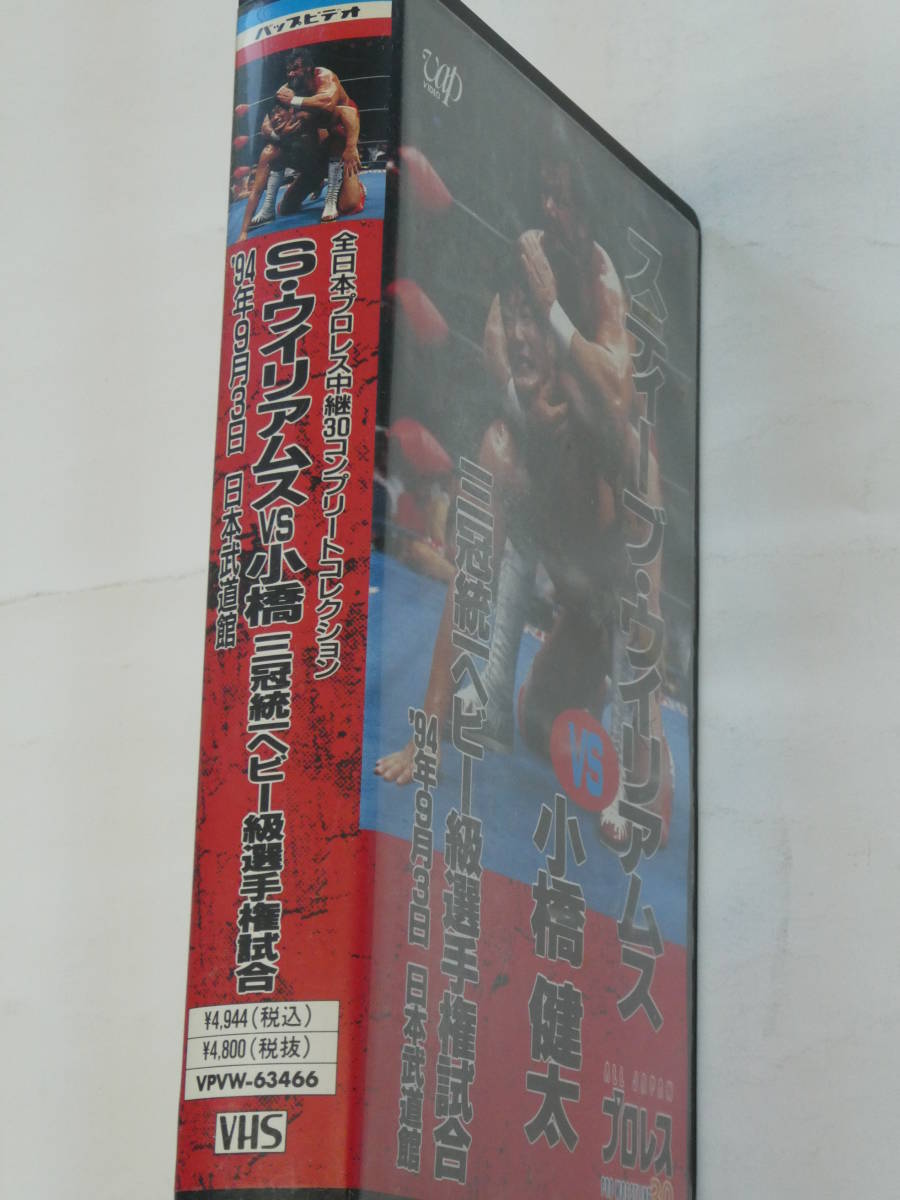 バップビデオ
全日本プロレス中継30コンプリートコレクション
S・ウイリアムスVS小橋 三冠統一ヘビー級選手権試合
'94年9月3日 日本武道館
¥4,944(税込)
¥4,800(税抜)
VPVW-63466
VHS
vap
VIDEO
スティーブ・ウイリアムス
VS
小橋 健太
三冠統一ヘビー級選手権試合
'94年9月3日 日本武道館
ALL JAPAN
プロレス
PRO WRESTLING 30